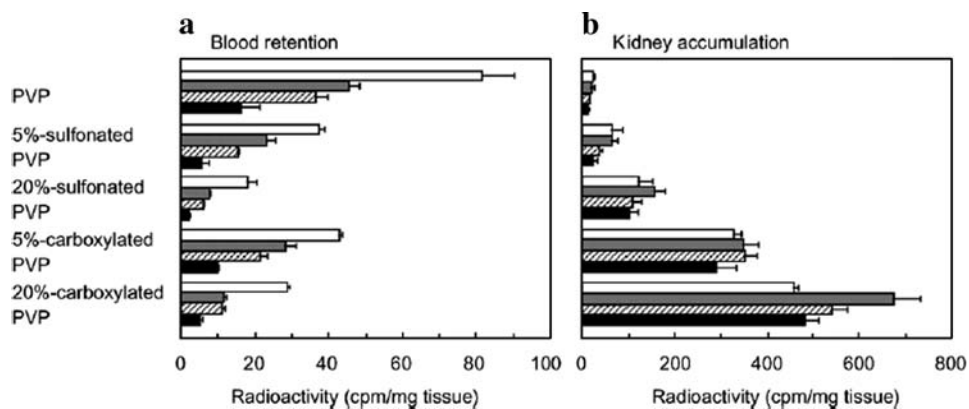 a
Blood retention
PVP
5%-sulfonated
PVP
20%-sulfonated
PVP
5%-carboxylated
PVP
20%-carboxylated
PVP
0 20 40 60 80 100
Radioactivity (cpm/mg tissue)
b
Kidney accumulation
0 200 400 600 800
Radioactivity (cpm/mg tissue)